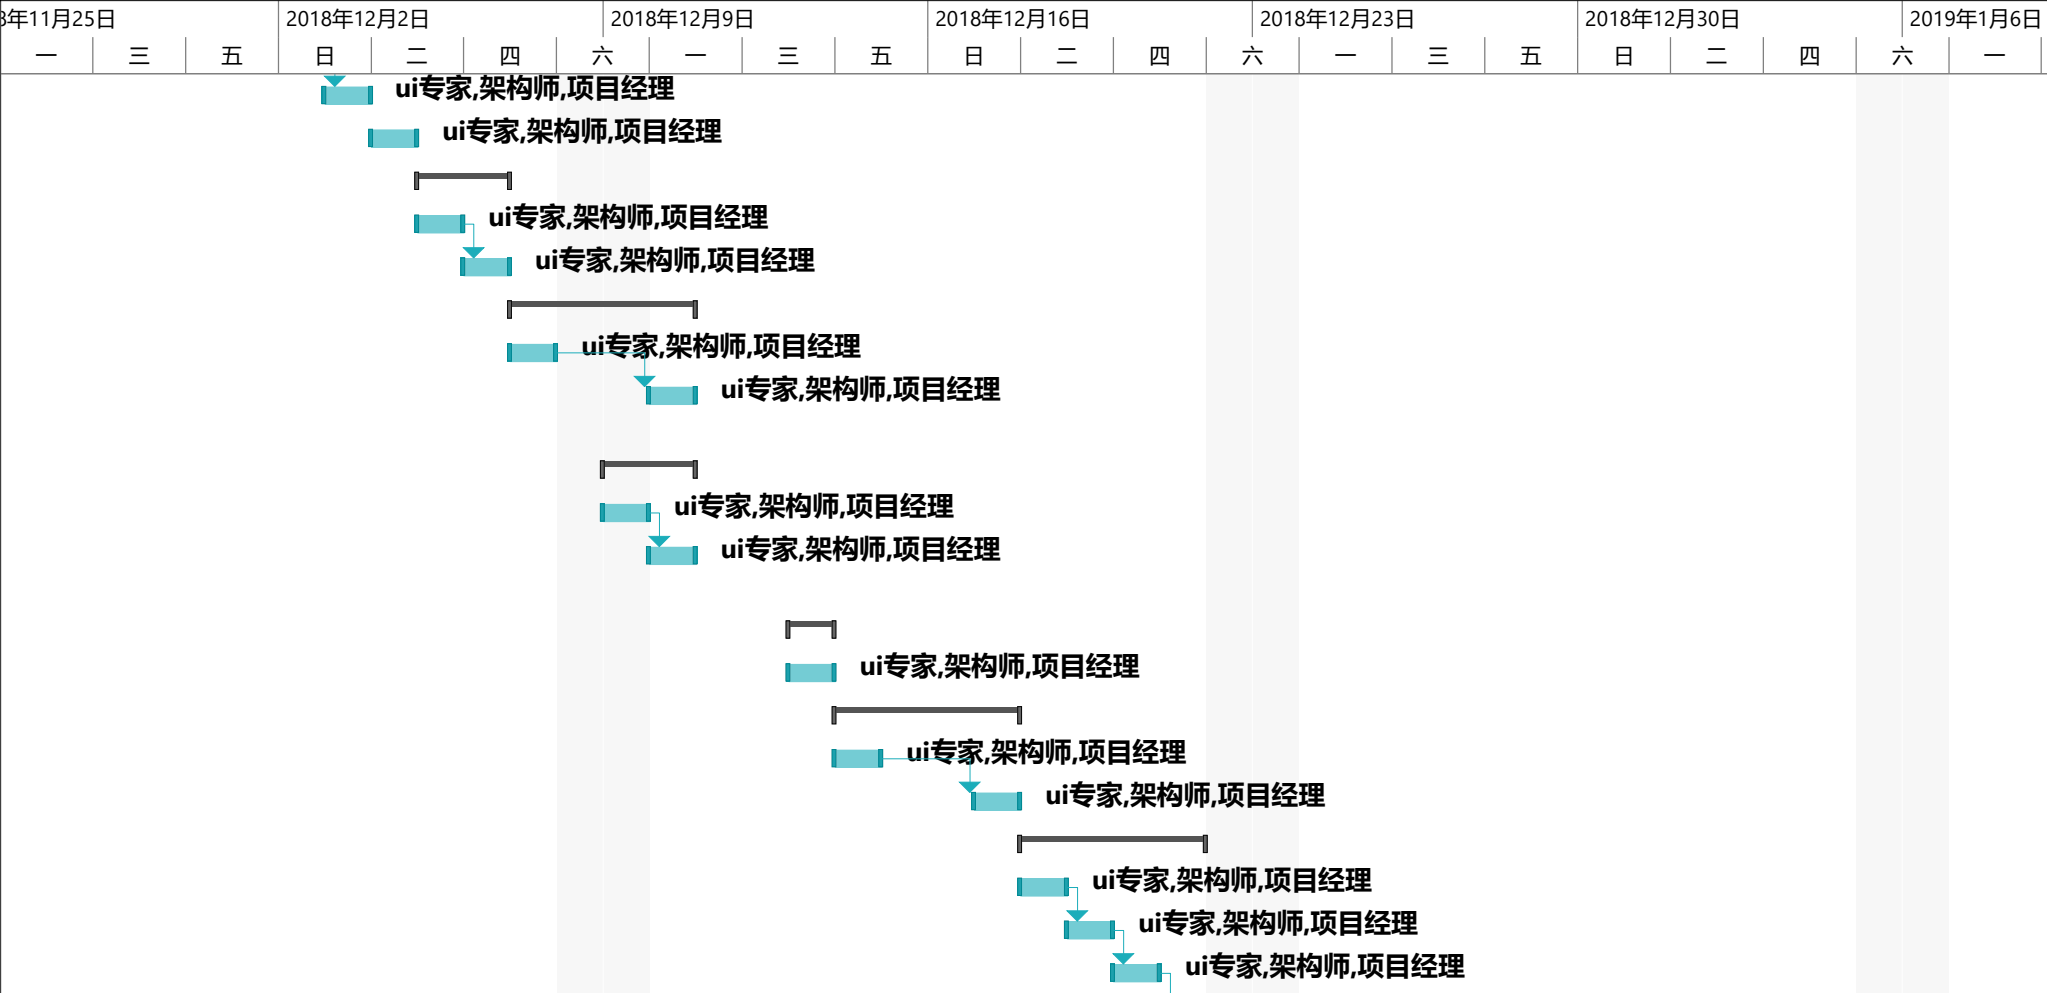 8年11月25日 2018年12月2日 2018年12月9日 2018年12月16日 2018年12月23日 2018年12月30日 2019年1月6日
一 三 五 日 二 四 六 一 三 五 日 二 四 六 一 三 五 日 二 四 六 一
ui专家,架构师,项目经理
ui专家,架构师,项目经理
ui专家,架构师,项目经理
ui专家,架构师,项目经理
ui专家,架构师,项目经理
ui专家,架构师,项目经理
ui专家,架构师,项目经理
ui专家,架构师,项目经理
ui专家,架构师,项目经理
ui专家,架构师,项目经理
ui专家,架构师,项目经理
ui专家,架构师,项目经理
ui专家,架构师,项目经理
ui专家,架构师,项目经理